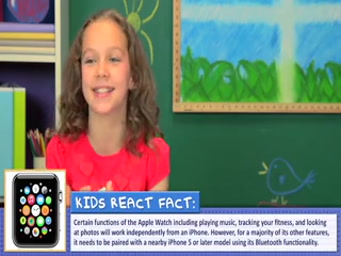 KIDS REACT FACT:
Certain functions of the Apple Watch including playing music, tracking your fitness, and looking
at photos will work independently from an iPhone. However, for a majority of its other features,
it needs to be paired with a nearby iPhone 5 or later model using its Bluetooth functionality.